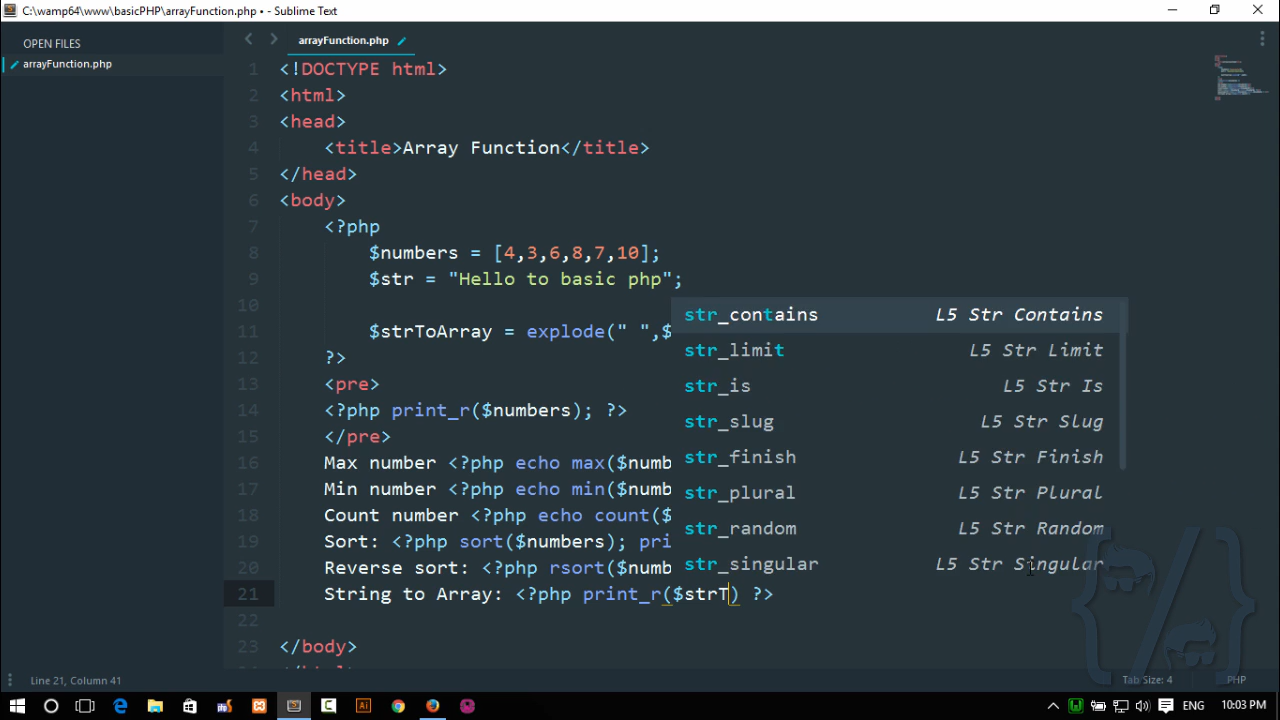 C:\wamp64\www\basicPHP\arrayFunction.php • - Sublime Text
OPEN FILES
arrayFunction.php
arrayFunction.php
1 <!DOCTYPE html>
2 <html>
3 <head>
4 <title>Array Function</title>
5 </head>
6 <body>
7 <?php
8 $numbers = [4,3,6,8,7,10];
9 $str = "Hello to basic php";
10
11 $strToArray = explode(" ",$
12 ?>
13 <pre>
14 <?php print_r($numbers); ?>
15 </pre>
16 Max number <?php echo max($numb
17 Min number <?php echo min($numb
18 Count number <?php echo count($
19 Sort: <?php sort($numbers); pri
20 Reverse sort: <?php rsort($numb
21 String to Array: <?php print_r($strT) ?>
22
23 </body>
str_contains L5 Str Contains
str_limit L5 Str Limit
str_is L5 Str Is
str_slug L5 Str Slug
str_finish L5 Str Finish
str_plural L5 Str Plural
str_random L5 Str Random
str_singular L5 Str Singular
Line 21, Column 41
Tab Size: 4
PHP
ENG
10:03 PM